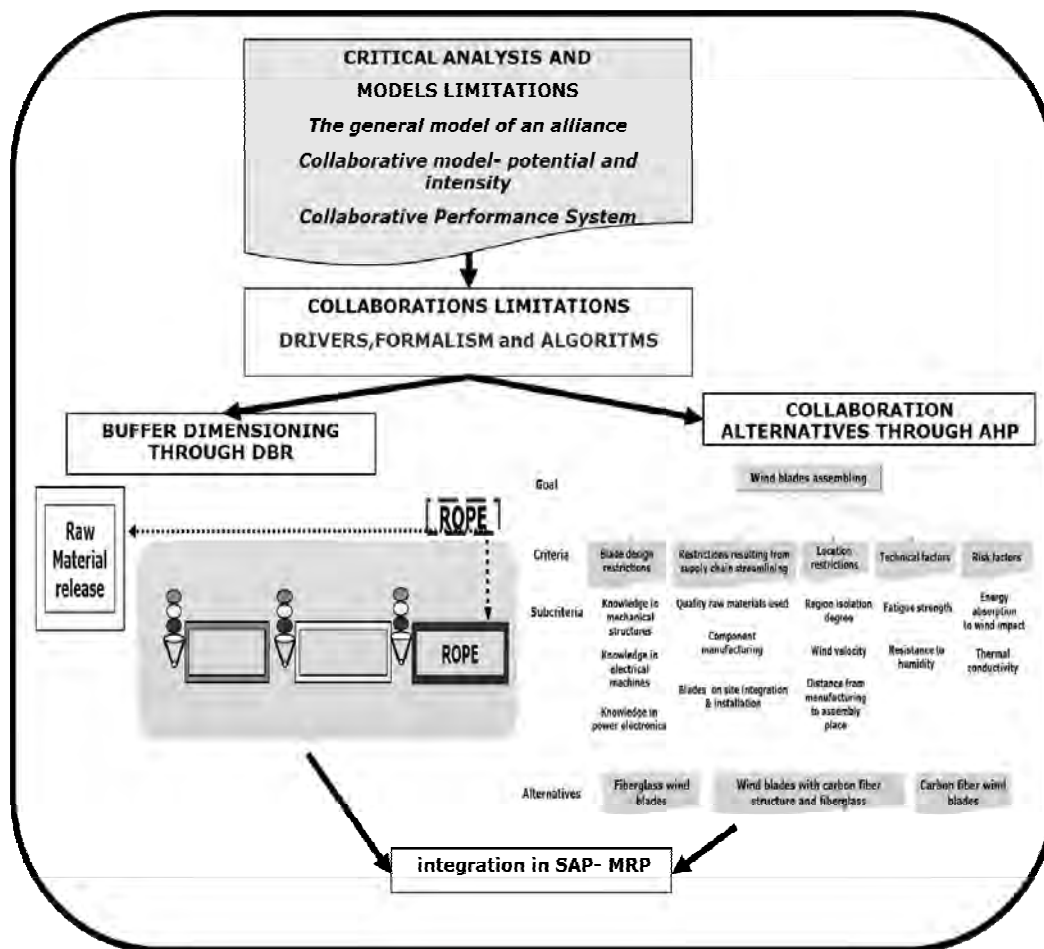 CRITICAL ANALYSIS AND
MODELS LIMITATIONS
The general model of an alliance
Collaborative model- potential and
intensity
Collaborative Performance System
COLLABORATIONS LIMITATIONS
DRIVERS,FORMALISM and ALGORITMS
BUFFER DIMENSIONING
THROUGH DBR
COLLABORATION
ALTERNATIVES THROUGH AHP
Raw
Material
release
ROPE
ROPE
Goal
Wind blades assembling
Criteria
Blade design
restrictions
Restrictions resulting from
supply chain streamlining
Location
restrictions
Technical factors
Risk factors
Subcriteria
Knowledge in
mechanical
structures
Knowledge in
electrical
machines
Knowledge in
power electronics
Quality raw materials used
Component
manufacturing
Blades on site integration
& installation
Region isolation
degree
Wind velocity
Distance from
manufacturing
to assembly
place
Fatigue strength
Resistance to
humidity
Energy
absorption
to wind impact
Thermal
conductivity
Alternatives
Fiberglass wind
blades
Wind blades with carbon fiber
structure and fiberglass
Carbon fiber wind
blades
integration in SAP- MRP